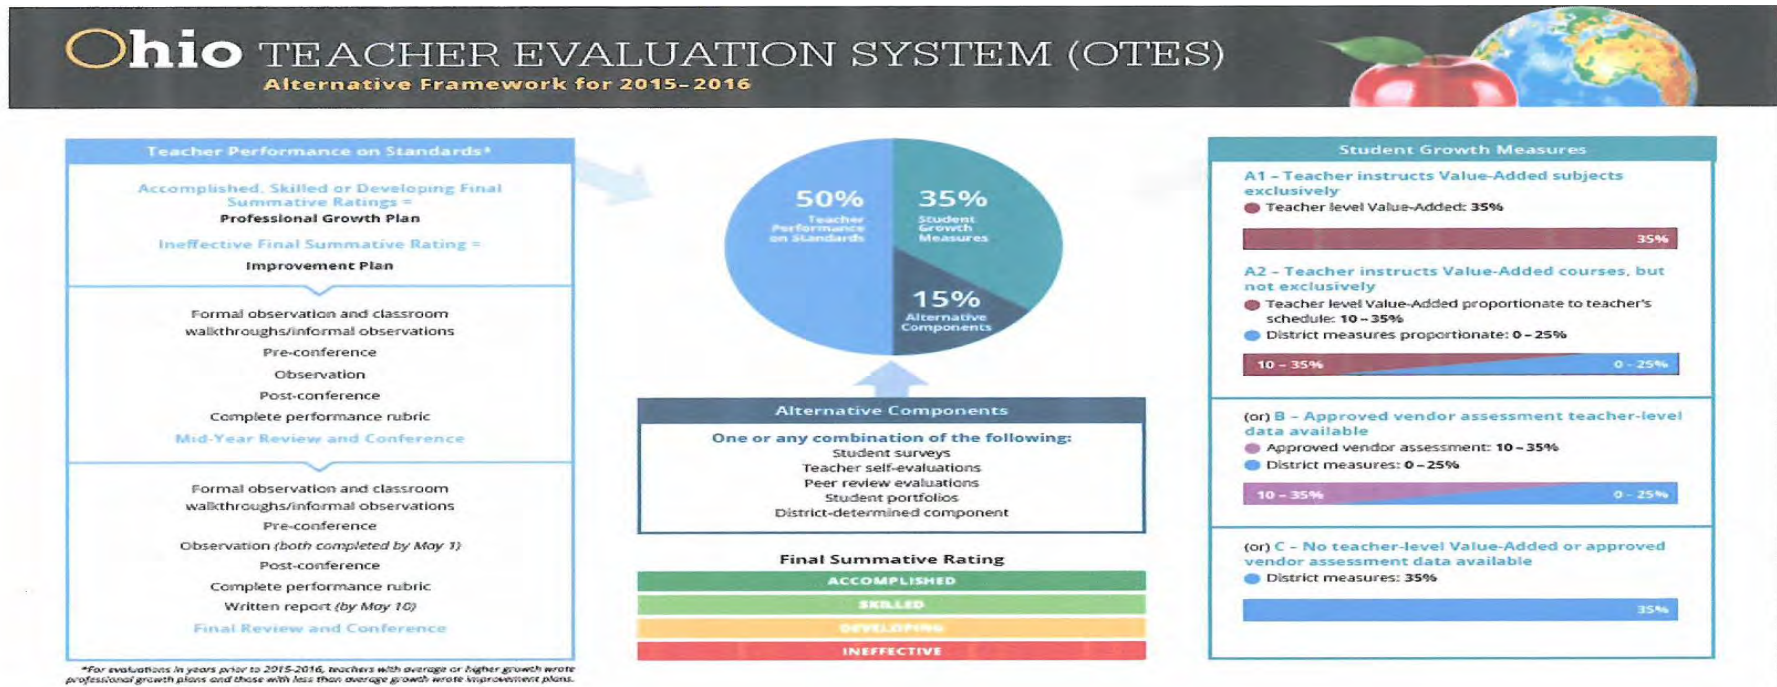 Ohio TEACHER EVALUATION SYSTEM (OTES)
Alternative Framework for 2015-2016
Teacher Performance on Standards*
Accomplished, Skilled or Developing Final
Summative Ratings =
Professional Growth Plan
Ineffective Final Summative Rating =
Improvement Plan
Formal observation and classroom
walkthroughs/informal observations
Pre-conference
Observation
Post-conference
Complete performance rubric
Mid-Year Review and Conference
Formal observation and classroom
walkthroughs/informal observations
Pre-conference
Observation (both completed by May 1)
Post-conference
Complete performance rubric
Written report (by May 10)
Final Review and Conference
*For evaluations in years prior to 2015-2016, teachers with average or higher growth wrote
professional growth plans and those with less than average growth wrote improvement plans.
50%
Teacher
Performance
on Standards
35%
Student
Growth
Measures
15%
Alternative
Components
Alternative Components
One or any combination of the following:
Student surveys
Teacher self-evaluations
Peer review evaluations
Student portfolios
District-determined component
Final Summative Rating
ACCOMPLISHED
SKILLED
DEVELOPING
INEFFECTIVE
Student Growth Measures
A1 – Teacher instructs Value-Added subjects
exclusively
Teacher level Value-Added: 35%
35%
A2 – Teacher instructs Value-Added courses, but
not exclusively
Teacher level Value-Added proportionate to teacher's
schedule: 10 – 35%
District measures proportionate: 0 – 25%
10 – 35%
0 – 25%
(or) B – Approved vendor assessment teacher-level
data available
Approved vendor assessment: 10 – 35%
District measures: 0 – 25%
10 – 35%
0 – 25%
(or) C – No teacher-level Value-Added or approved
vendor assessment data available
District measures: 35%
35%